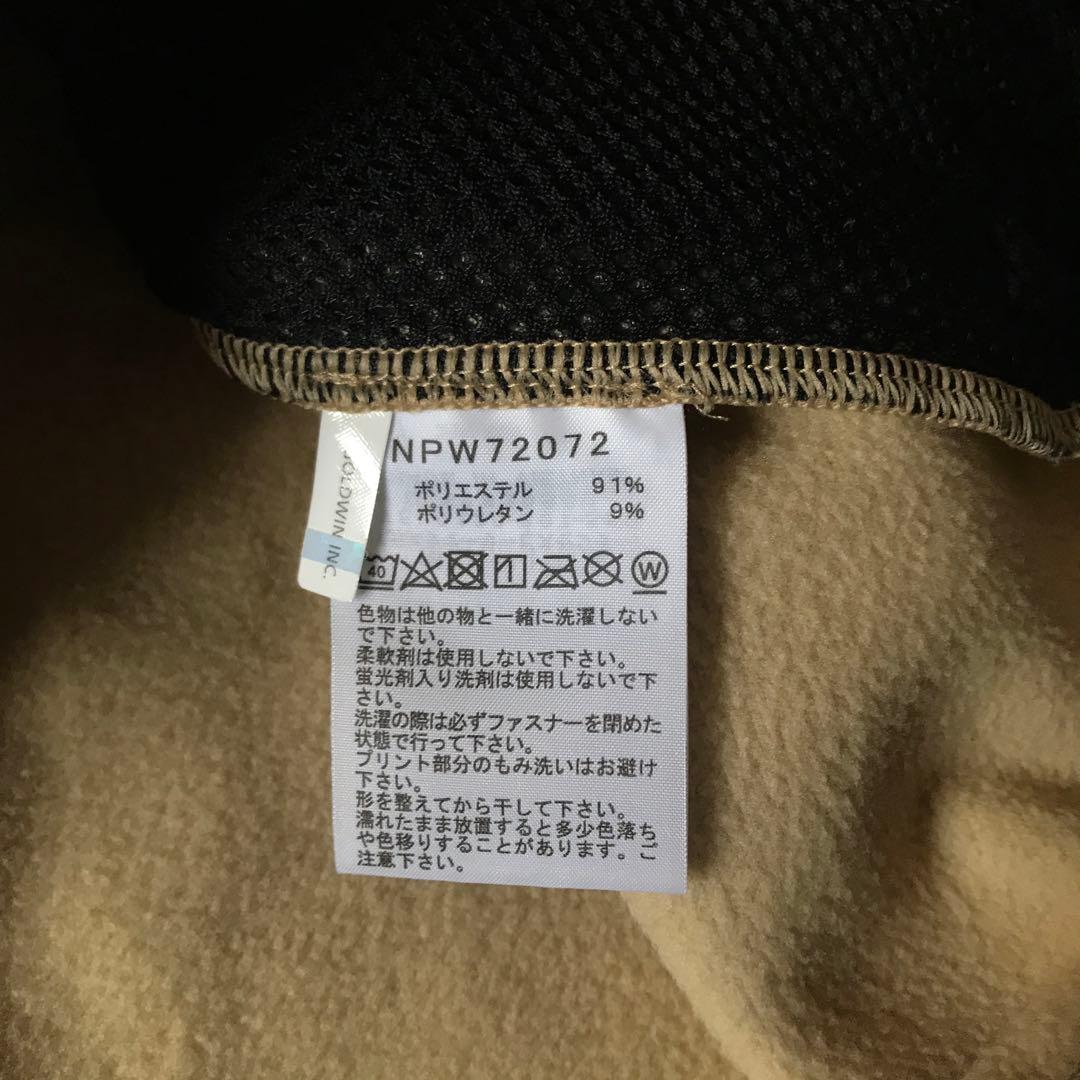 NPW72072
ポリエステル 91%
ポリウレタン 9%
GOLDWIN INC.
40
W
色物は他の物と一緒に洗濯しない
で下さい。
柔軟剤は使用しないで下さい。
蛍光剤入り洗剤は使用しないで下
さい。
洗濯の際は必ずファスナーを閉めた
状態で行って下さい。
プリント部分のもみ洗いはお避け
下さい。
形を整えてから干して下さい。
濡れたまま放置すると多少色落ち
や色移りすることがあります。ご
注意下さい。